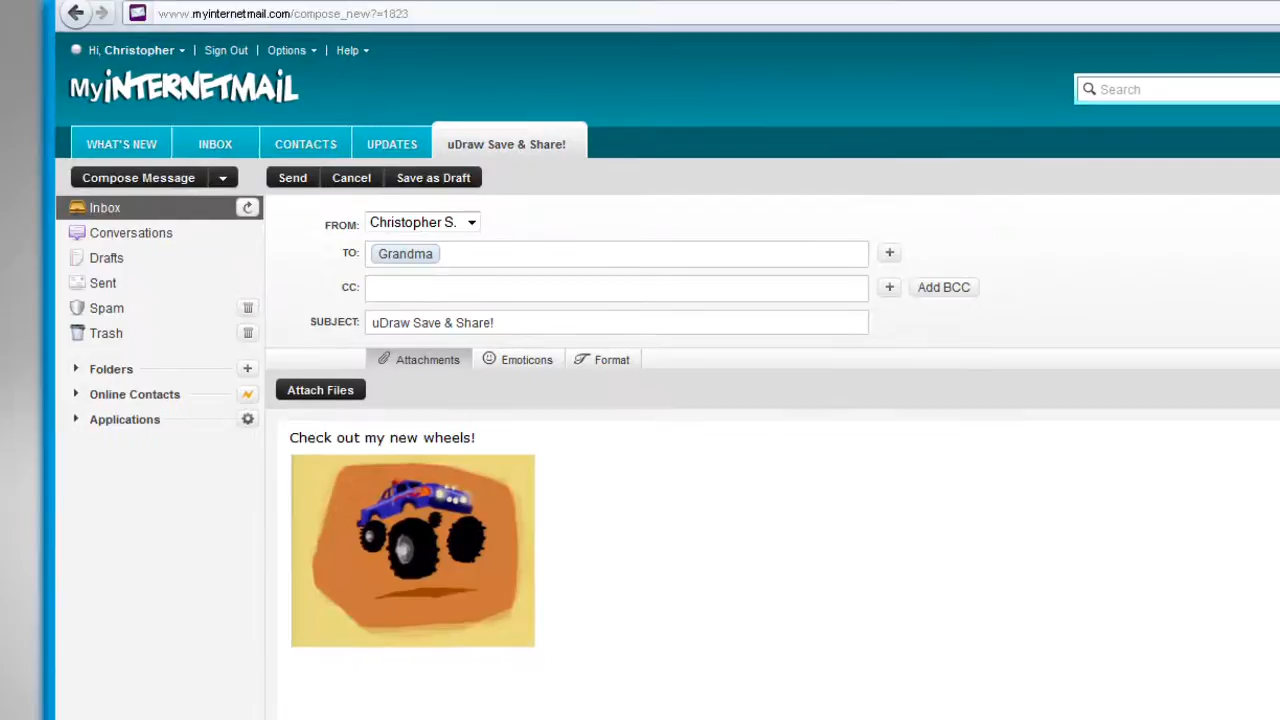 www.myinternetmail.com/compose_new?=1823
Hi, Christopher | Sign Out | Options | Help
MyiNTERNETMAiL
Search
WHAT'S NEW INBOX CONTACTS UPDATES uDraw Save & Share!
Compose Message Send Cancel Save as Draft
Inbox
Conversations
Drafts
Sent
Spam
Trash
Folders
Online Contacts
Applications
FROM: Christopher S.
TO: Grandma
CC: Add BCC
SUBJECT: uDraw Save & Share!
Attachments Emoticons Format
Attach Files
Check out my new wheels!